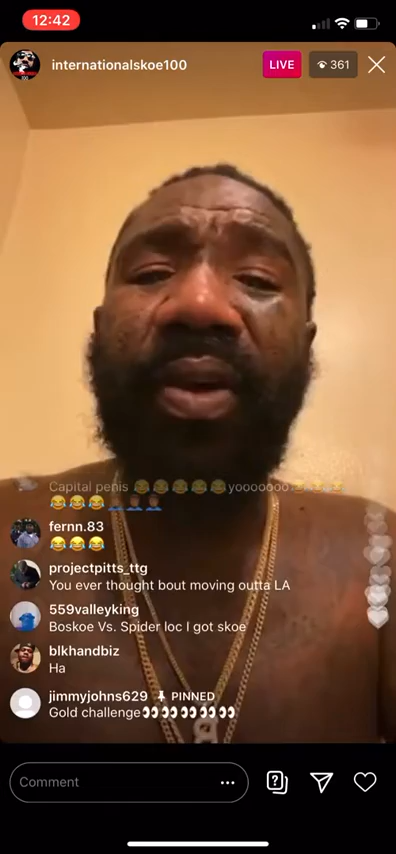 12:42
internationalskoe100
LIVE
361
Capital penis 😂😂😂😂😂yooooooo😂😂😂
😂😂😂🤦🏾‍♂️🤦🏾‍♂️🤦🏾‍♂️
fernn.83
😂😂😂
projectpitts_ttg
You ever thought bout moving outta LA
559valleyking
Boskoe Vs. Spider loc I got skoe
blkhandbiz
Ha
jimmyjohns629 PINNED
Gold challenge👀👀👀👀👀👀
Comment